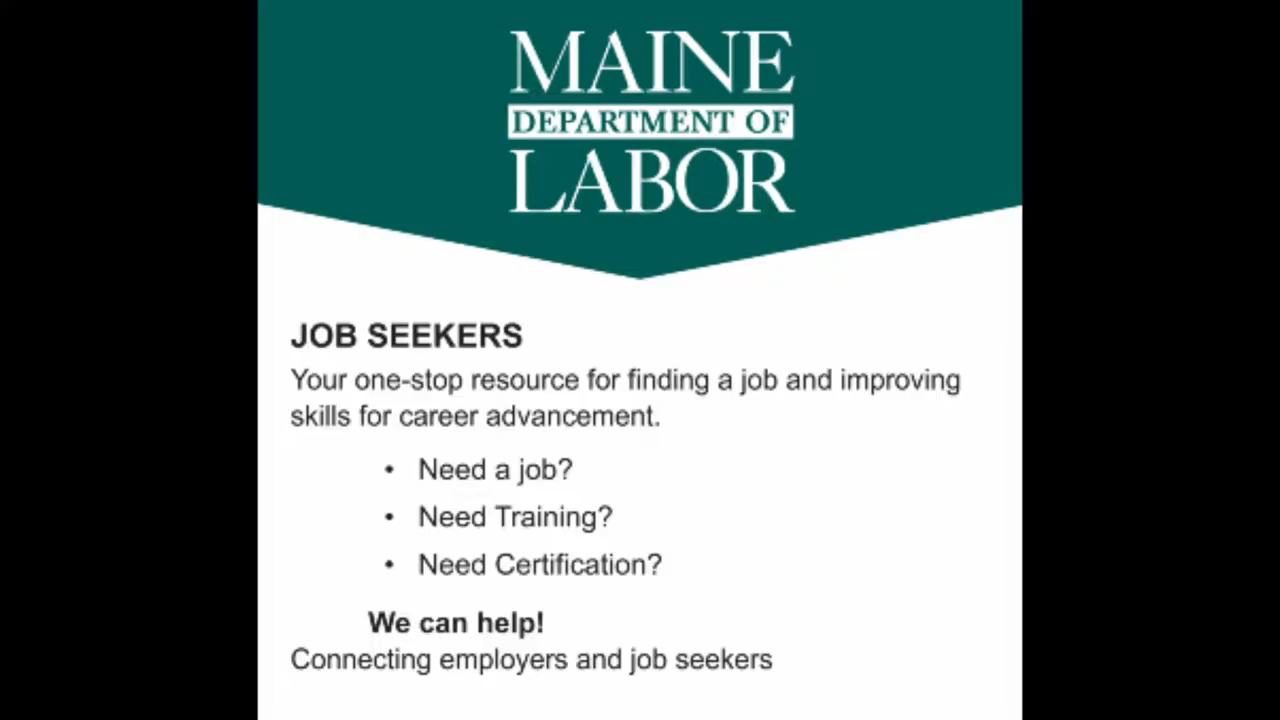 MAINE
DEPARTMENT OF
LABOR
JOB SEEKERS
Your one-stop resource for finding a job and improving
skills for career advancement.
• Need a job?
• Need Training?
• Need Certification?
We can help!
Connecting employers and job seekers